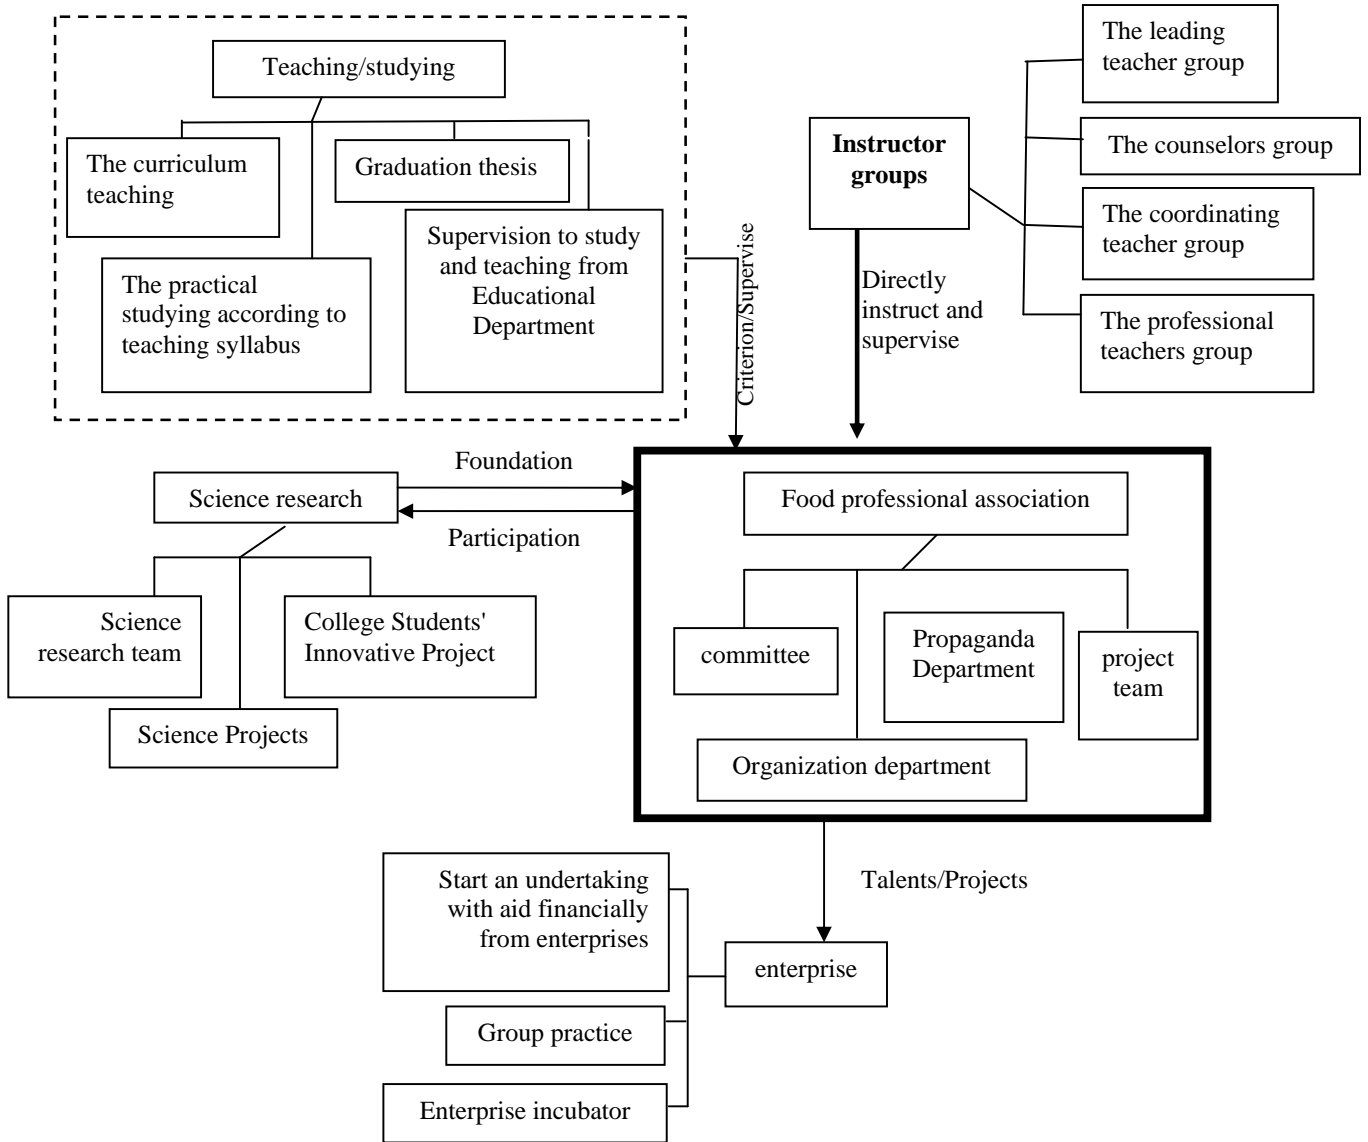 Teaching/studying
The curriculum
teaching
Graduation thesis
The practical
studying according to
teaching syllabus
Supervision to study
and teaching from
Educational
Department
Criterion/Supervise
Instructor
groups
Directly
instruct and
supervise
The leading
teacher group
The counselors group
The coordinating
teacher group
The professional
teachers group
Foundation
Science research
Participation
Science
research team
College Students'
Innovative Project
Science Projects
Food professional association
committee
Propaganda
Department
project
team
Organization department
Talents/Projects
Start an undertaking
with aid financially
from enterprises
enterprise
Group practice
Enterprise incubator